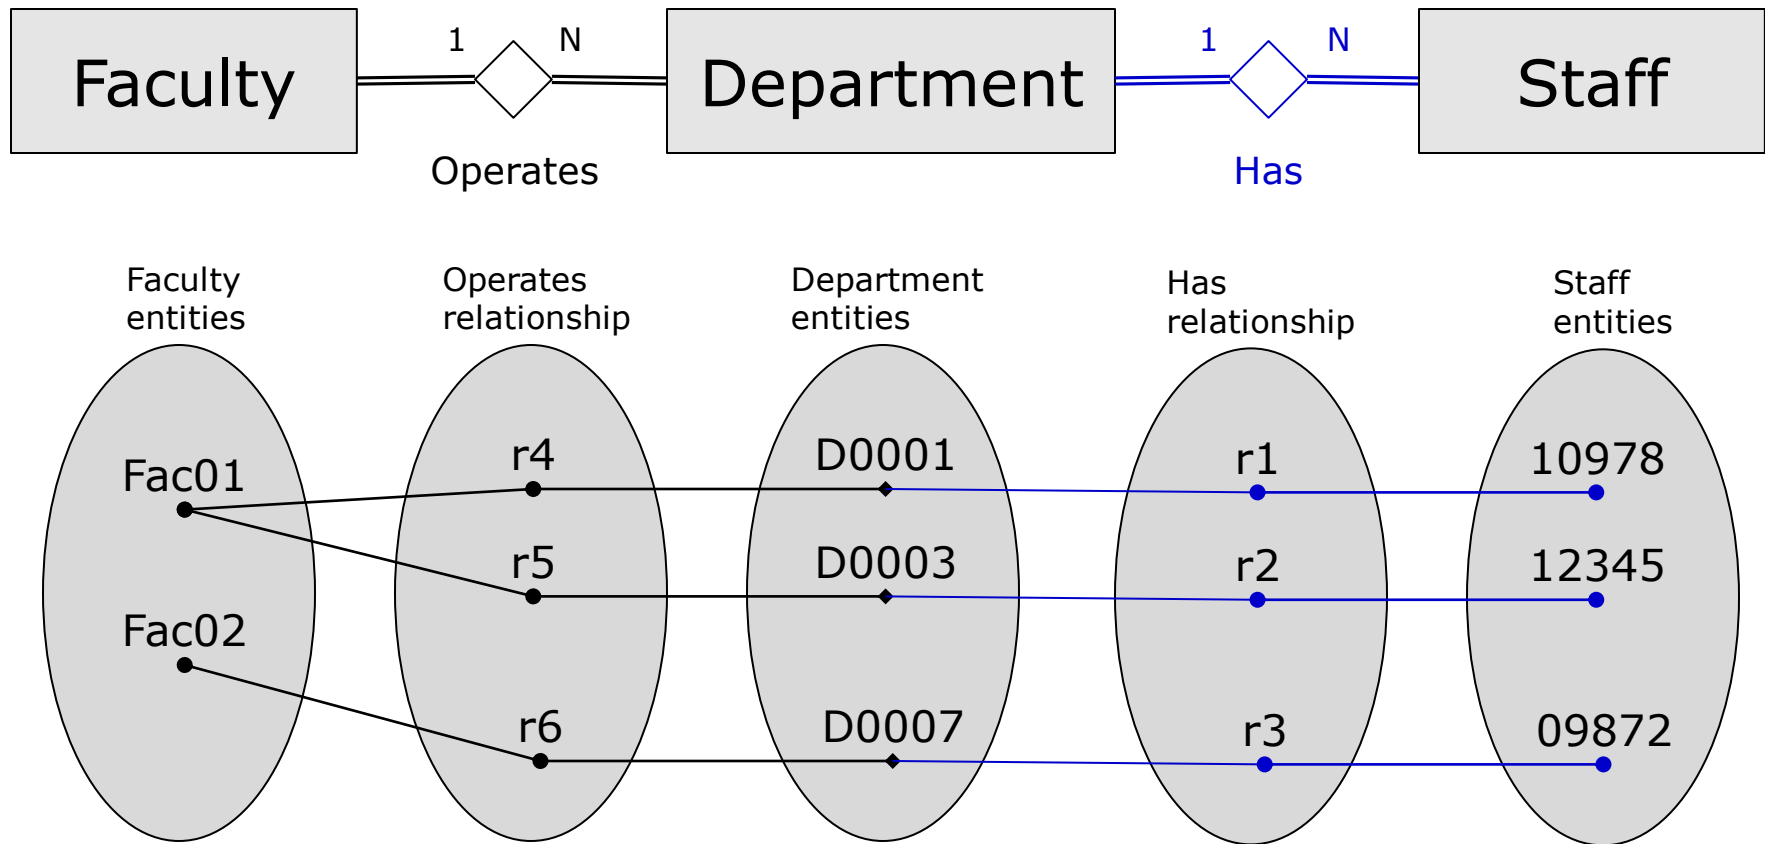 Faculty
1
N
Operates
Department
1
N
Has
Staff
Faculty
entities
Operates
relationship
Department
entities
Has
relationship
Staff
entities
Fac01
Fac02
r4
r5
r6
D0001
D0003
D0007
r1
r2
r3
10978
12345
09872